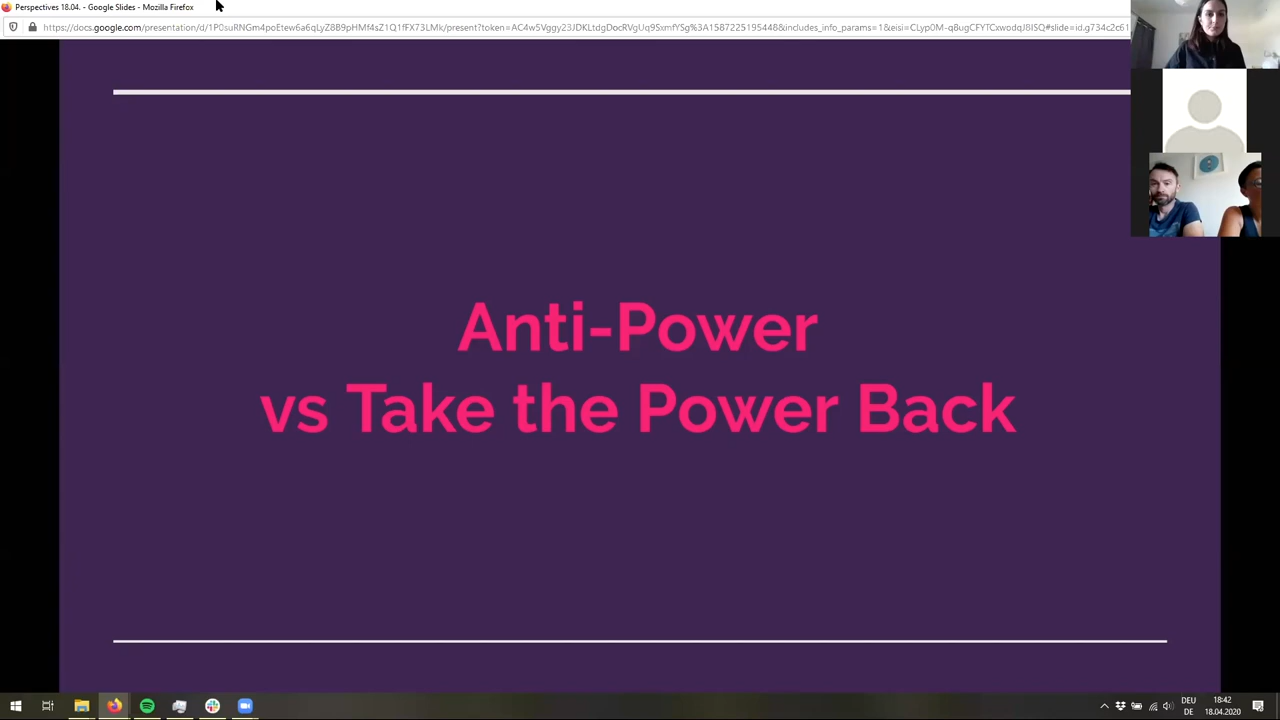 Perspectives 18.04. - Google Slides - Mozilla Firefox
Anti-Power
vs Take the Power Back
DEU
DE
18:42
18.04.2020